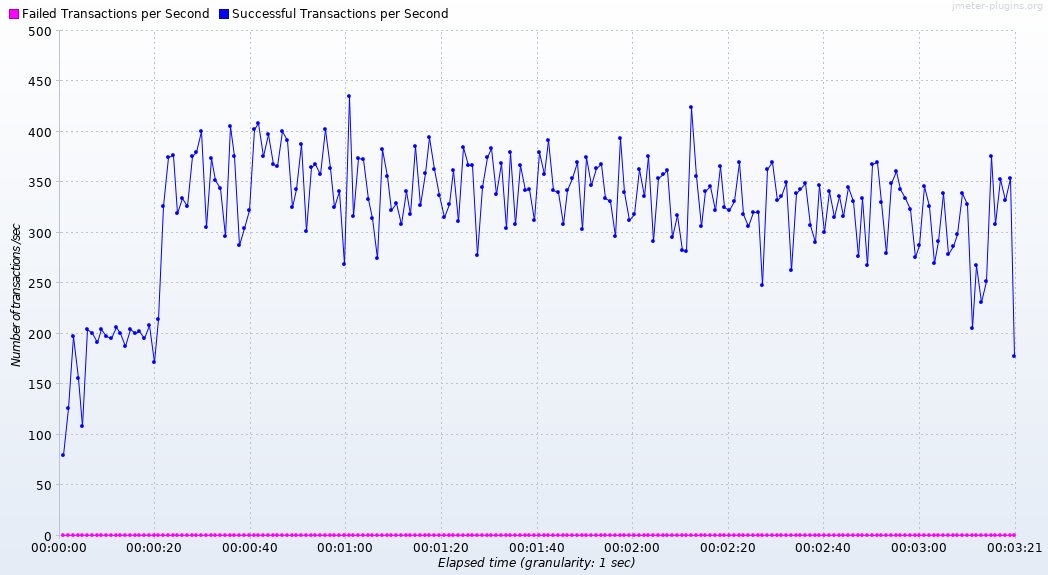 jmeter-plugins.org
Failed Transactions per Second Successful Transactions per Second
500
450
400
350
300
250
200
150
100
50
0
Number of transactions /sec
00:00:00 00:00:20 00:00:40 00:01:00 00:01:20 00:01:40 00:02:00 00:02:20 00:02:40 00:03:00 00:03:21
Elapsed time (granularity: 1 sec)